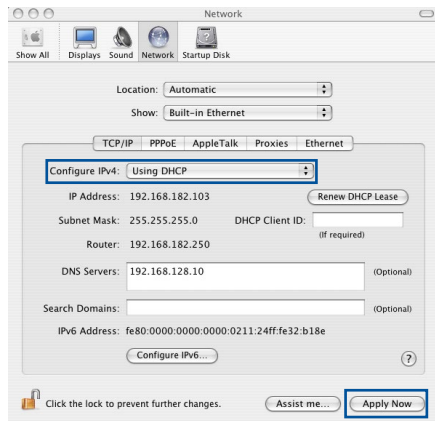 Network
Show All Displays Sound Network Startup Disk
Location: Automatic
Show: Built-in Ethernet
TCP/IP PPPoE AppleTalk Proxies Ethernet
Configure IPv4: Using DHCP
IP Address: 192.168.182.103 Renew DHCP Lease
Subnet Mask: 255.255.255.0 DHCP Client ID:
(If required)
Router: 192.168.182.250
DNS Servers: 192.168.128.10 (Optional)
Search Domains: (Optional)
IPv6 Address: fe80:0000:0000:0000:0211:24ff:fe32:b18e
Configure IPv6...
?
Click the lock to prevent further changes. Assist me... Apply Now